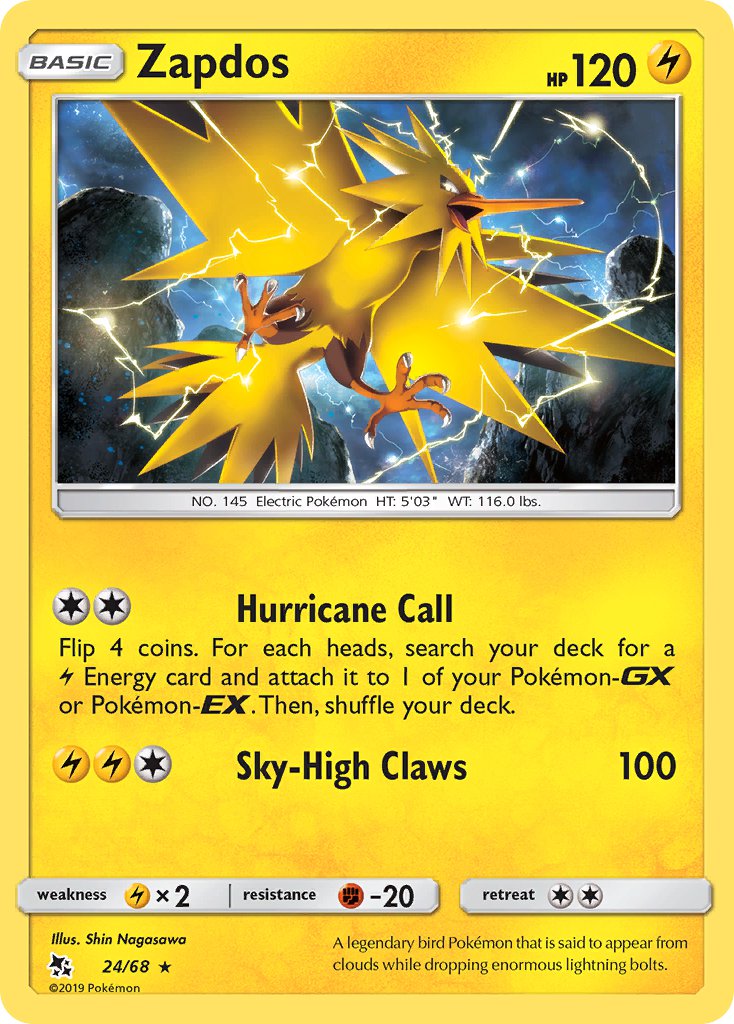 BASIC Zapdos HP 120
NO. 145 Electric Pokémon HT: 5'03" WT: 116.0 lbs.
Hurricane Call
Flip 4 coins. For each heads, search your deck for a
Energy card and attach it to 1 of your Pokémon-GX
or Pokémon-EX. Then, shuffle your deck.
Sky-High Claws 100
weakness ×2 resistance -20 retreat
Illus. Shin Nagasawa
24/68 ★
©2019 Pokémon
A legendary bird Pokémon that is said to appear from
clouds while dropping enormous lightning bolts.